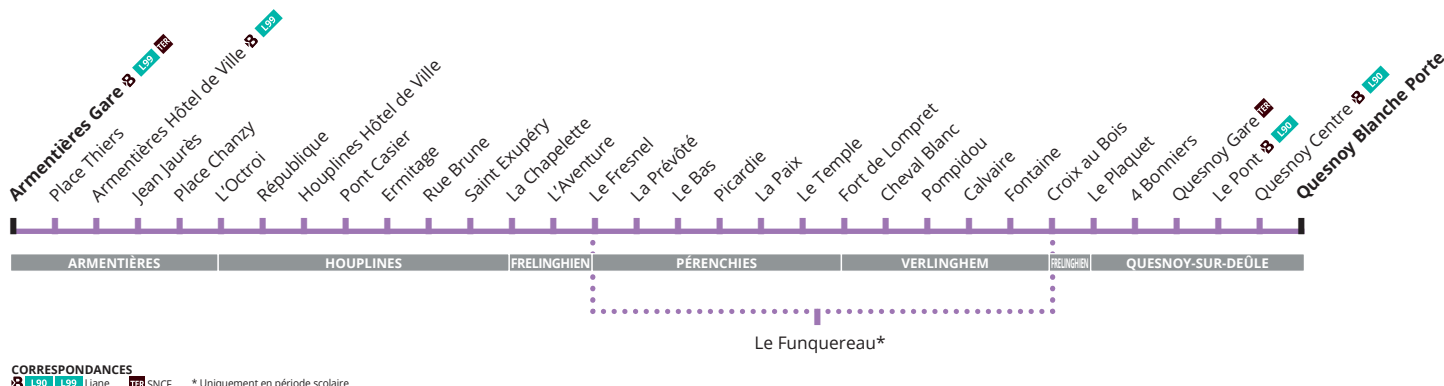 Armentières Gare L99 TER
Place Thiers
Armentières Hôtel de Ville L99
Jean Jaurès
Place Chanzy
L'Octroi
République
Houplines Hôtel de Ville
Pont Casier
Ermitage
Rue Brune
Saint Exupéry
La Chapelette
L'Aventure
Le Fresnel
La Prévôté
Le Bas
Picardie
La Paix
Le Temple
Fort de Lompret
Cheval Blanc
Pompidou
Calvaire
Fontaine
Croix au Bois
Le Plaquet
4 Bonniers
Quesnoy Gare TER
Le Pont L90
Quesnoy Centre L90
Quesnoy Blanche Porte
ARMENTIÈRES HOUPLINES FRELINGHIEN PÉRENCHIES VERLINGHEM FRELINGHIEN QUESNOY-SUR-DEÛLE
Le Funquereau*
CORRESPONDANCES
L90 L99 Liane TER SNCF * Uniquement en période scolaire